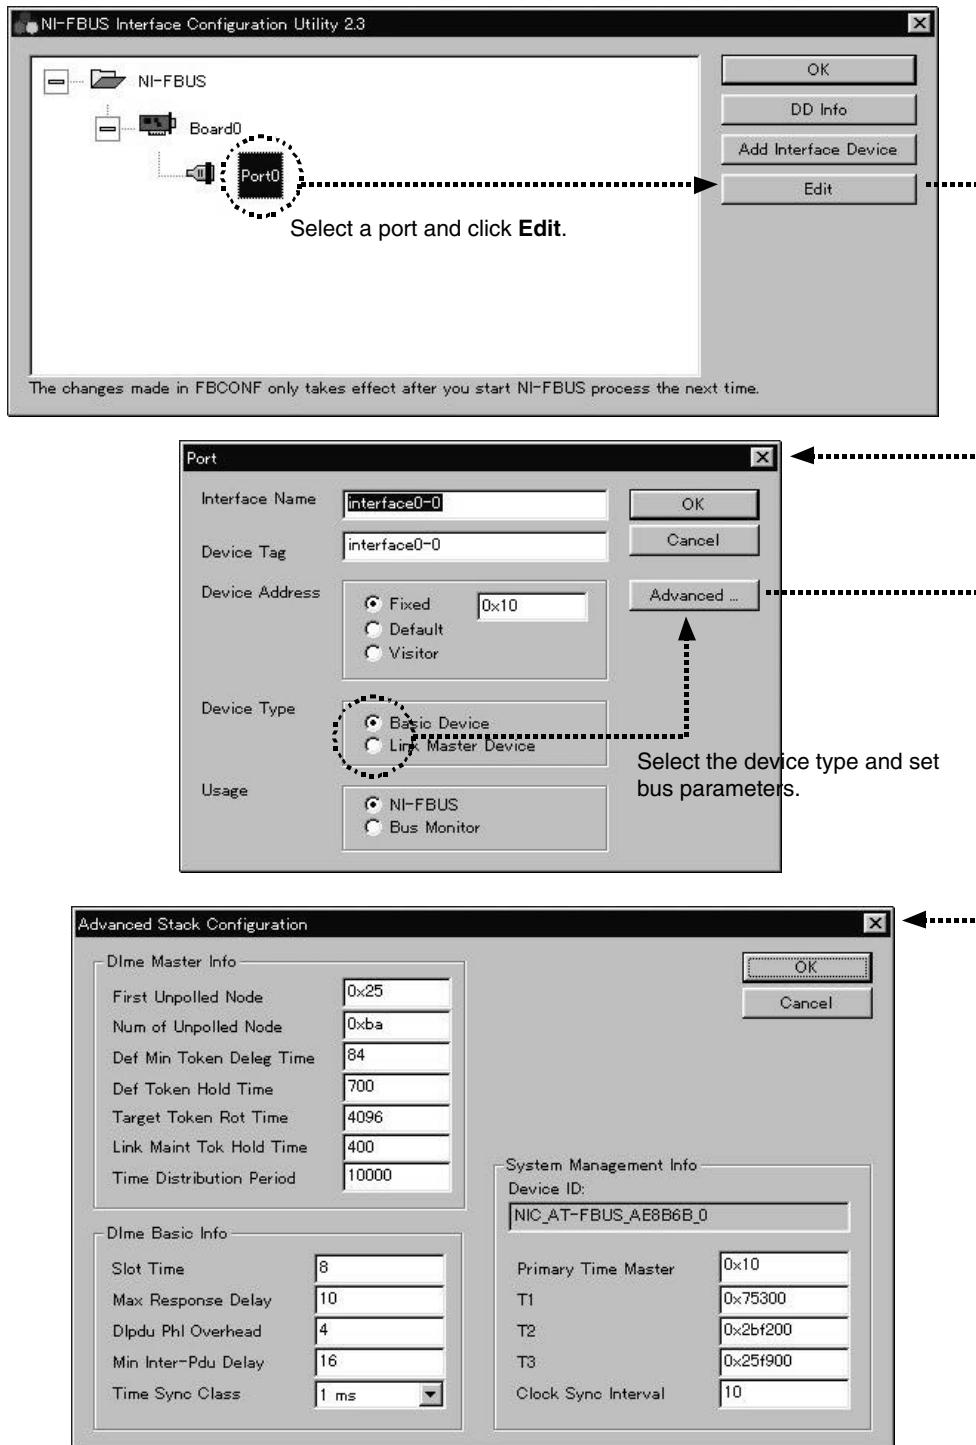 NI-FBUS Interface Configuration Utility 2.3
NI-FBUS
Board0
Port0
OK
DD Info
Add Interface Device
Edit
Select a port and click Edit.
The changes made in FBCONF only takes effect after you start NI-FBUS process the next time.
Port
Interface Name
interface0-0
OK
Device Tag
interface0-0
Cancel
Device Address
Fixed
0x10
Default
Visitor
Advanced ...
Device Type
Basic Device
Link Master Device
Select the device type and set
bus parameters.
Usage
NI-FBUS
Bus Monitor
Advanced Stack Configuration
Dlme Master Info
First Unpolled Node
0x25
Num of Unpolled Node
0xba
Def Min Token Deleg Time
84
Def Token Hold Time
700
Target Token Rot Time
4096
Link Maint Tok Hold Time
400
Time Distribution Period
10000
OK
Cancel
Dlme Basic Info
Slot Time
8
Max Response Delay
10
Dlpdu Phl Overhead
4
Min Inter-Pdu Delay
16
Time Sync Class
1 ms
System Management Info
Device ID:
NIC_AT-FBUS_AE8B6B_0
Primary Time Master
0x10
T1
0x75300
T2
0x2bf200
T3
0x25f900
Clock Sync Interval
10